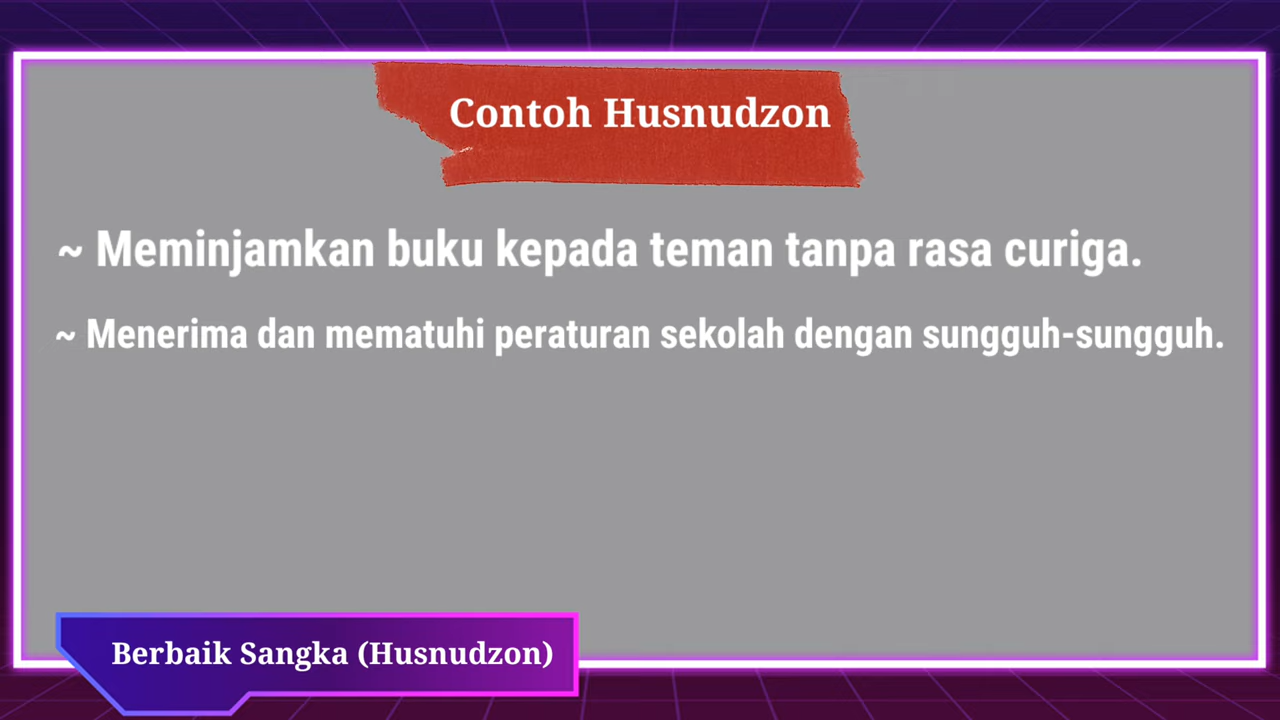 Contoh Husnudzon
~ Meminjamkan buku kepada teman tanpa rasa curiga.
~ Menerima dan mematuhi peraturan sekolah dengan sungguh-sungguh.
Berbaik Sangka (Husnudzon)